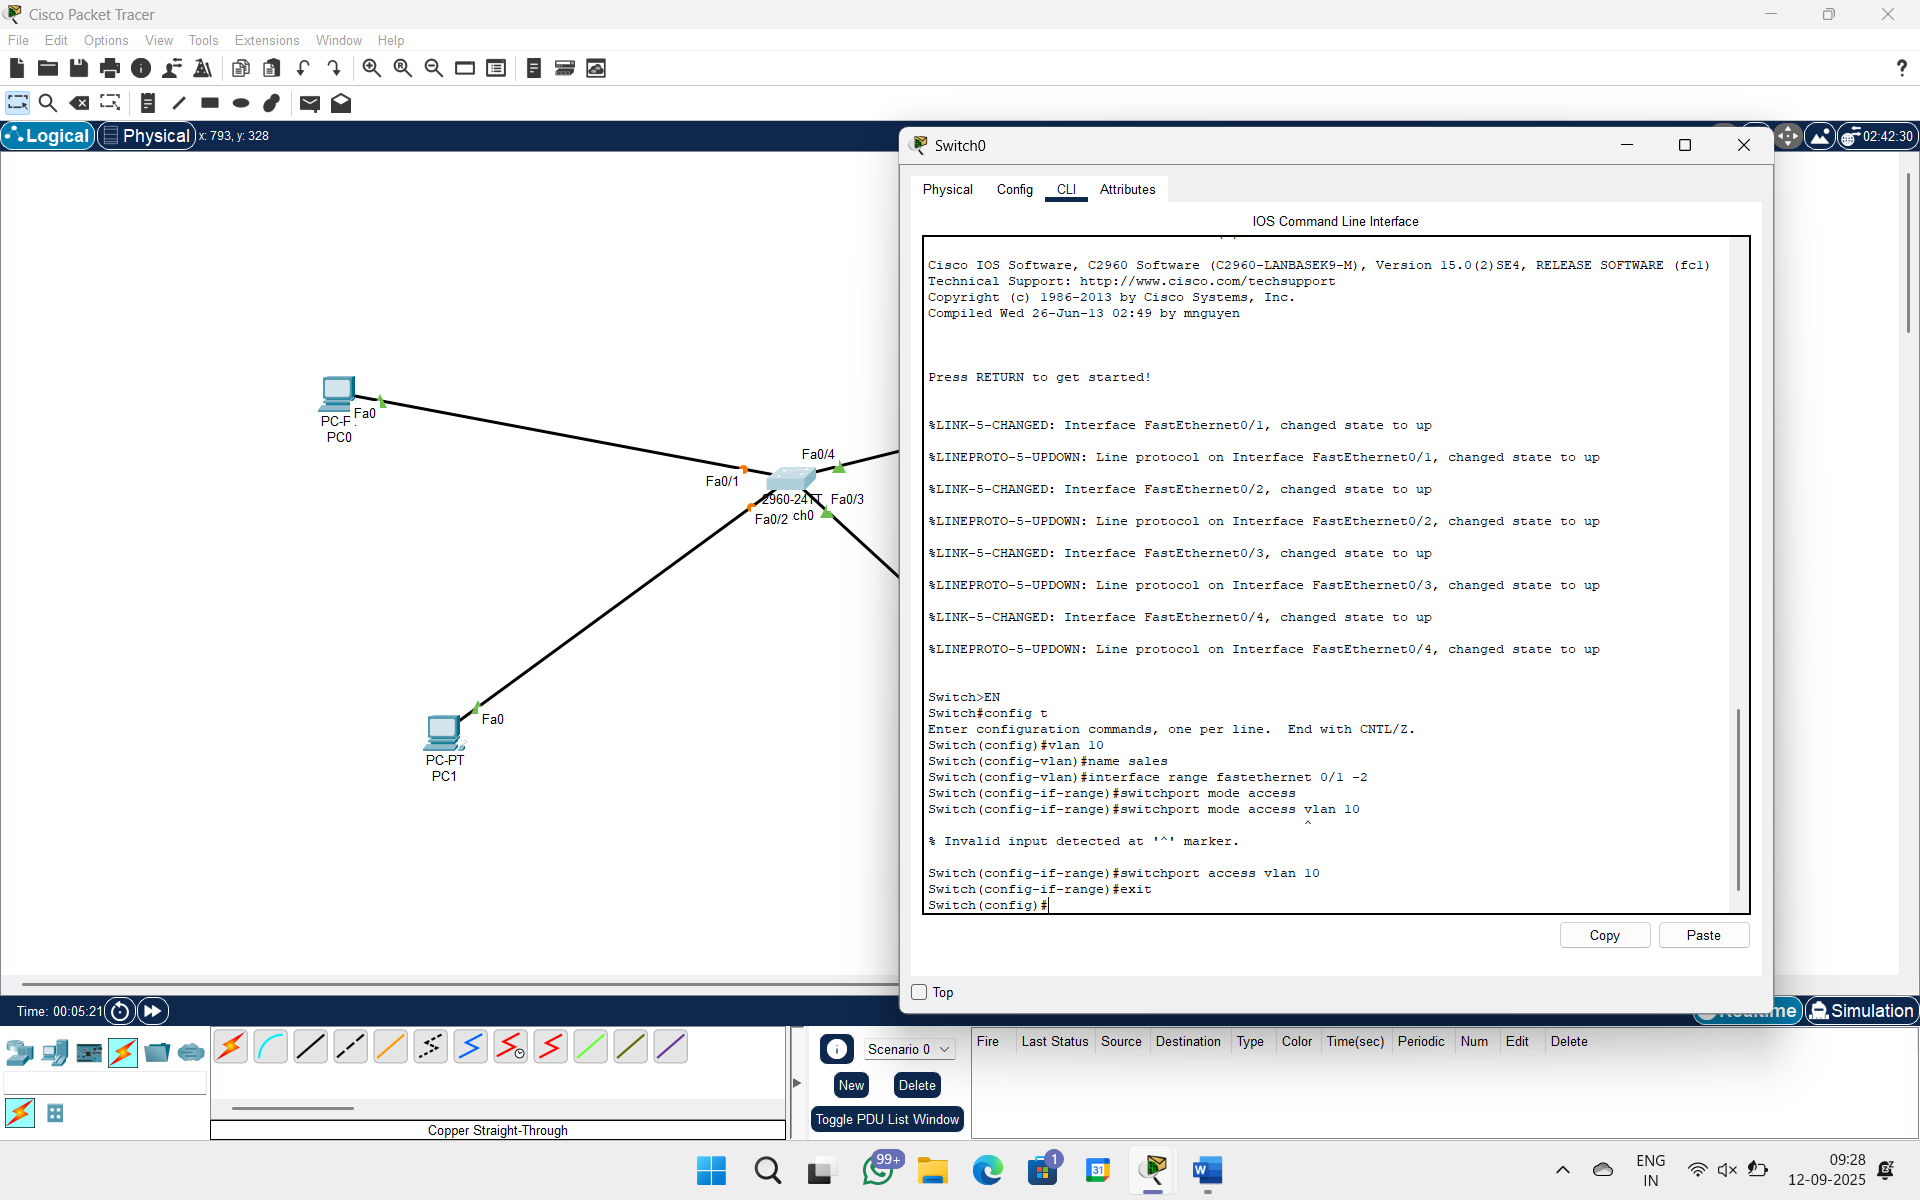 Cisco Packet Tracer
File Edit Options View Tools Extensions Window Help
?
Logical Physical x: 793, y: 328
02:42:30
Switch0
Physical Config CLI Attributes
IOS Command Line Interface
Cisco IOS Software, C2960 Software (C2960-LANBASEK9-M), Version 15.0(2)SE4, RELEASE SOFTWARE (fc1)
Technical Support: http://www.cisco.com/techsupport
Copyright (c) 1986-2013 by Cisco Systems, Inc.
Compiled Wed 26-Jun-13 02:49 by mnguyen
Press RETURN to get started!
%LINK-5-CHANGED: Interface FastEthernet0/1, changed state to up
%LINEPROTO-5-UPDOWN: Line protocol on Interface FastEthernet0/1, changed state to up
%LINK-5-CHANGED: Interface FastEthernet0/2, changed state to up
%LINEPROTO-5-UPDOWN: Line protocol on Interface FastEthernet0/2, changed state to up
%LINK-5-CHANGED: Interface FastEthernet0/3, changed state to up
%LINEPROTO-5-UPDOWN: Line protocol on Interface FastEthernet0/3, changed state to up
%LINK-5-CHANGED: Interface FastEthernet0/4, changed state to up
%LINEPROTO-5-UPDOWN: Line protocol on Interface FastEthernet0/4, changed state to up
Switch>EN
Switch#config t
Enter configuration commands, one per line. End with CNTL/Z.
Switch(config)#vlan 10
Switch(config-vlan)#name sales
Switch(config-vlan)#interface range fastethernet 0/1 -2
Switch(config-if-range)#switchport mode access
Switch(config-if-range)#switchport mode access vlan 10
^
% Invalid input detected at '^' marker.
Switch(config-if-range)#switchport access vlan 10
Switch(config-if-range)#exit
Switch(config)#
Copy Paste
Top
Fa0
PC0
Fa0/4
Fa0/1
2960-24TT
Fa0/3
Fa0/2
ch0
Fa0
PC-PT
PC1
Time: 00:05:21
Realtime Simulation
Scenario 0
New Delete
Toggle PDU List Window
Fire Last Status Source Destination Type Color Time(sec) Periodic Num Edit Delete
Copper Straight-Through
99+
1
31
ENG
IN
09:28
12-09-2025